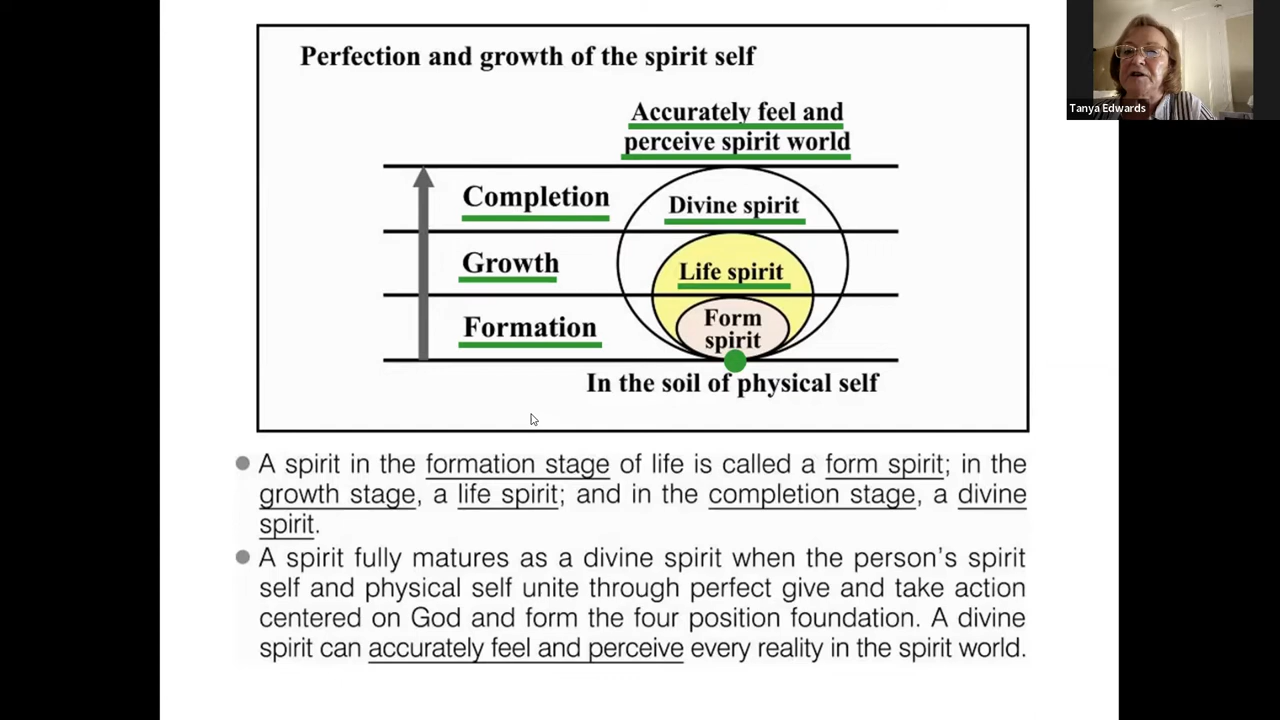 Perfection and growth of the spirit self
Tanya Edwards
Accurately feel and
perceive spirit world
Completion
Divine spirit
Growth
Life spirit
Formation
Form
spirit
In the soil of physical self
A spirit in the formation stage of life is called a form spirit; in the
growth stage, a life spirit; and in the completion stage, a divine
spirit.
A spirit fully matures as a divine spirit when the person's spirit
self and physical self unite through perfect give and take action
centered on God and form the four position foundation. A divine
spirit can accurately feel and perceive every reality in the spirit world.